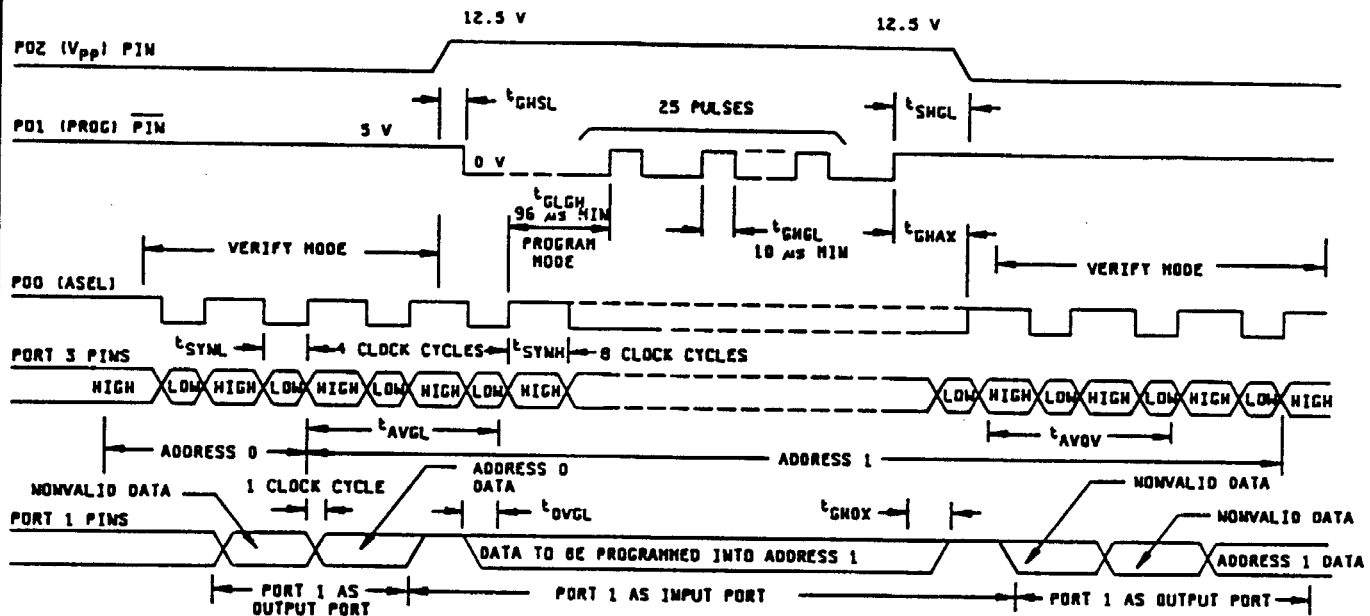 12.5 V
12.5 V
PO2 (Vpp) PIN
tGHSL
25 PULSES
tSHGL
PO1 (PROG) PIN
5 V
0 V
tGLGH
96 μs MIN
PROGRAM
MODE
tGHGL
10 μs MIN
tGHAX
VERIFY MODE
VERIFY MODE
PO0 (ASEL)
tSYNL
4 CLOCK CYCLES
tSYNH
8 CLOCK CYCLES
PORT 3 PINS
HIGH LOW HIGH LOW HIGH LOW HIGH LOW HIGH
LOW HIGH LOW HIGH LOW HIGH LOW HIGH
tAVGL
tAVQV
ADDRESS 0
ADDRESS 0
DATA
ADDRESS 1
1 CLOCK CYCLE
NONVALID DATA
NONVALID DATA
NONVALID DATA
PORT 1 PINS
tDVGL
tGHDX
DATA TO BE PROGRAMMED INTO ADDRESS 1
ADDRESS 1 DATA
PORT 1 AS
OUTPUT PORT
PORT 1 AS INPUT PORT
PORT 1 AS OUTPUT PORT